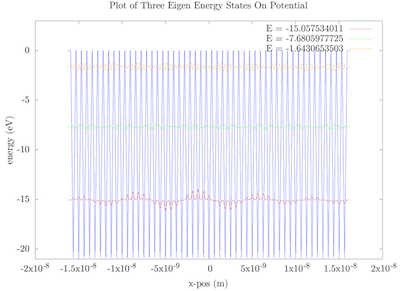 Plot of Three Eigen Energy States On Potential
E = -15.057534011
E = -7.6805977725
E = -1.6430653503
energy (eV)
0
-5
-10
-15
-20
-2x10-8 -1.5x10-8 -1x10-8 -5x10-9 0 5x10-9 1x10-8 1.5x10-8 2x10-8
x-pos (m)